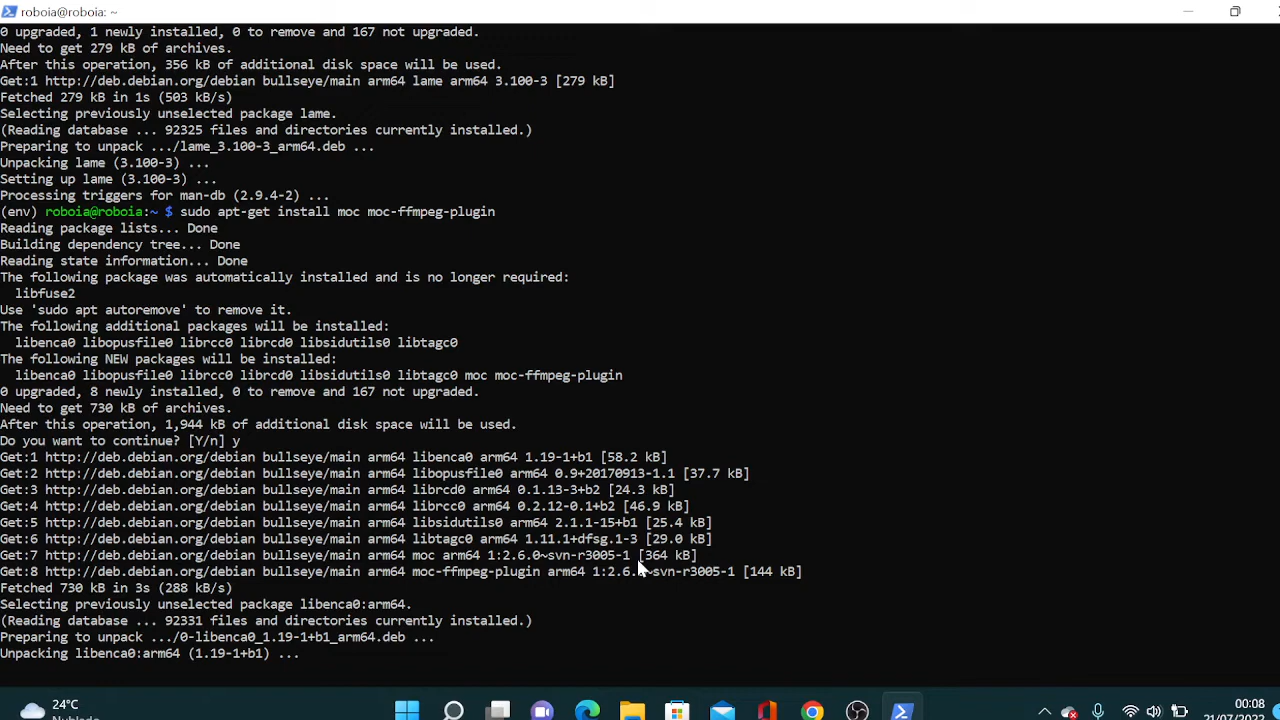 roboia@roboia: ~
0 upgraded, 1 newly installed, 0 to remove and 167 not upgraded.
Need to get 279 kB of archives.
After this operation, 356 kB of additional disk space will be used.
Get:1 http://deb.debian.org/debian bullseye/main arm64 lame arm64 3.100-3 [279 kB]
Fetched 279 kB in 1s (503 kB/s)
Selecting previously unselected package lame.
(Reading database ... 92325 files and directories currently installed.)
Preparing to unpack .../lame_3.100-3_arm64.deb ...
Unpacking lame (3.100-3) ...
Setting up lame (3.100-3) ...
Processing triggers for man-db (2.9.4-2) ...
(env) roboia@roboia:~ $ sudo apt-get install moc moc-ffmpeg-plugin
Reading package lists... Done
Building dependency tree... Done
Reading state information... Done
The following package was automatically installed and is no longer required:
libfuse2
Use 'sudo apt autoremove' to remove it.
The following additional packages will be installed:
libenca0 libopusfile0 librcc0 librcd0 libsidutils0 libtagc0
The following NEW packages will be installed:
libenca0 libopusfile0 librcc0 librcd0 libsidutils0 libtagc0 moc moc-ffmpeg-plugin
0 upgraded, 8 newly installed, 0 to remove and 167 not upgraded.
Need to get 730 kB of archives.
After this operation, 1,944 kB of additional disk space will be used.
Do you want to continue? [Y/n] y
Get:1 http://deb.debian.org/debian bullseye/main arm64 libenca0 arm64 1.19-1+b1 [58.2 kB]
Get:2 http://deb.debian.org/debian bullseye/main arm64 libopusfile0 arm64 0.9+20170913-1.1 [37.7 kB]
Get:3 http://deb.debian.org/debian bullseye/main arm64 librcd0 arm64 0.1.13-3+b2 [24.3 kB]
Get:4 http://deb.debian.org/debian bullseye/main arm64 librcc0 arm64 0.2.12-0.1+b2 [46.9 kB]
Get:5 http://deb.debian.org/debian bullseye/main arm64 libsidutils0 arm64 2.1.1-15+b1 [25.4 kB]
Get:6 http://deb.debian.org/debian bullseye/main arm64 libtagc0 arm64 1.11.1+dfsg.1-3 [29.0 kB]
Get:7 http://deb.debian.org/debian bullseye/main arm64 moc arm64 1:2.6.0~svn-r3005-1 [364 kB]
Get:8 http://deb.debian.org/debian bullseye/main arm64 moc-ffmpeg-plugin arm64 1:2.6.0~svn-r3005-1 [144 kB]
Fetched 730 kB in 3s (288 kB/s)
Selecting previously unselected package libenca0:arm64.
(Reading database ... 92331 files and directories currently installed.)
Preparing to unpack .../0-libenca0_1.19-1+b1_arm64.deb ...
Unpacking libenca0:arm64 (1.19-1+b1) ...
24°C
00:08